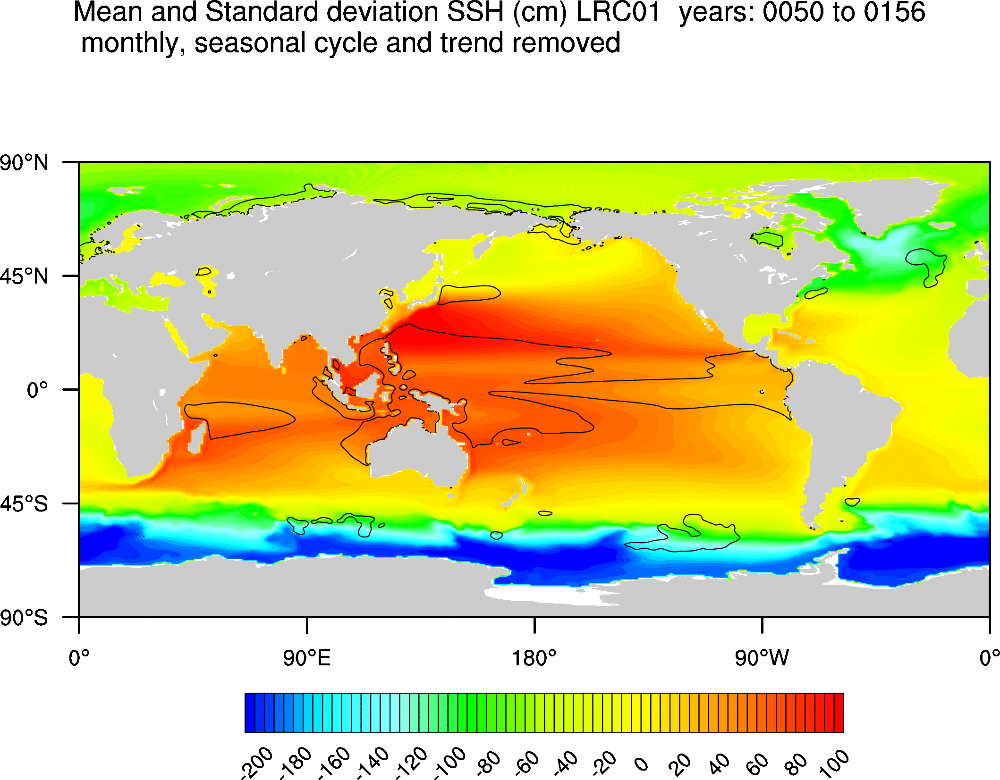 Mean and Standard deviation SSH (cm) LRC01 years: 0050 to 0156
monthly, seasonal cycle and trend removed
90°N
45°N
0°
45°S
90°S
0° 90°E 180° 90°W 0°
-200 -180 -160 -140 -120 -100 -80 -60 -40 -20 0 20 40 60 80 100